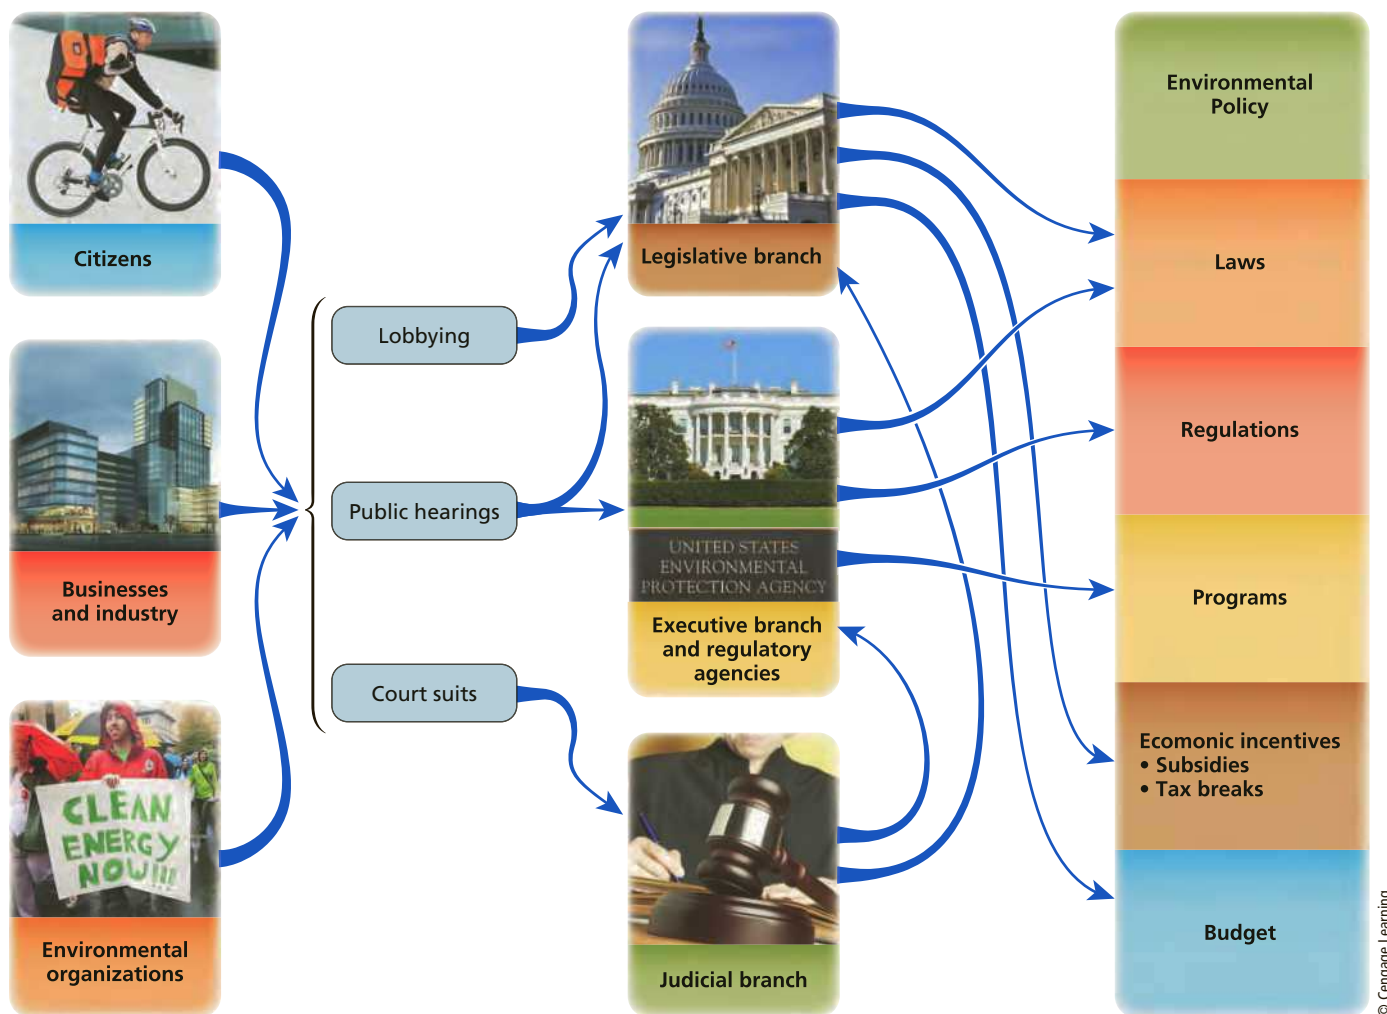 Citizens
Businesses
and industry
CLEAN
ENERGY
NOW!!!
Environmental
organizations
Lobbying
Public hearings
Court suits
Legislative branch
UNITED STATES
ENVIRONMENTAL
PROTECTION AGENCY
Executive branch
and regulatory
agencies
Judicial branch
Environmental
Policy
Laws
Regulations
Programs
Ecomonic incentives
• Subsidies
• Tax breaks
Budget
© Cengage Learning